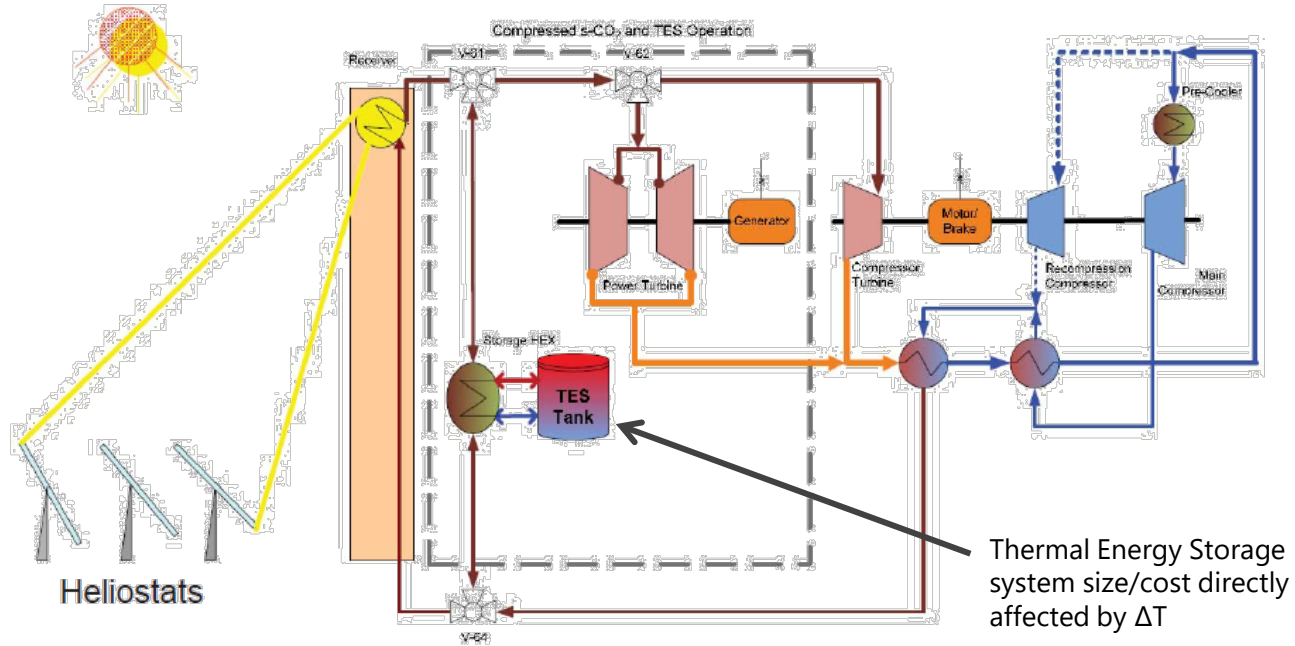 Compressed s-CO₂ and TES Operation
V-61
V-62
Receiver
Pre-Cooler
Generator
Motor/
Brake
Power Turbine
Compressor
Turbine
Recompression
Compressor
Main
Compressor
Storage HEX
TES
Tank
Heliostats
V-64
Thermal Energy Storage
system size/cost directly
affected by ΔT